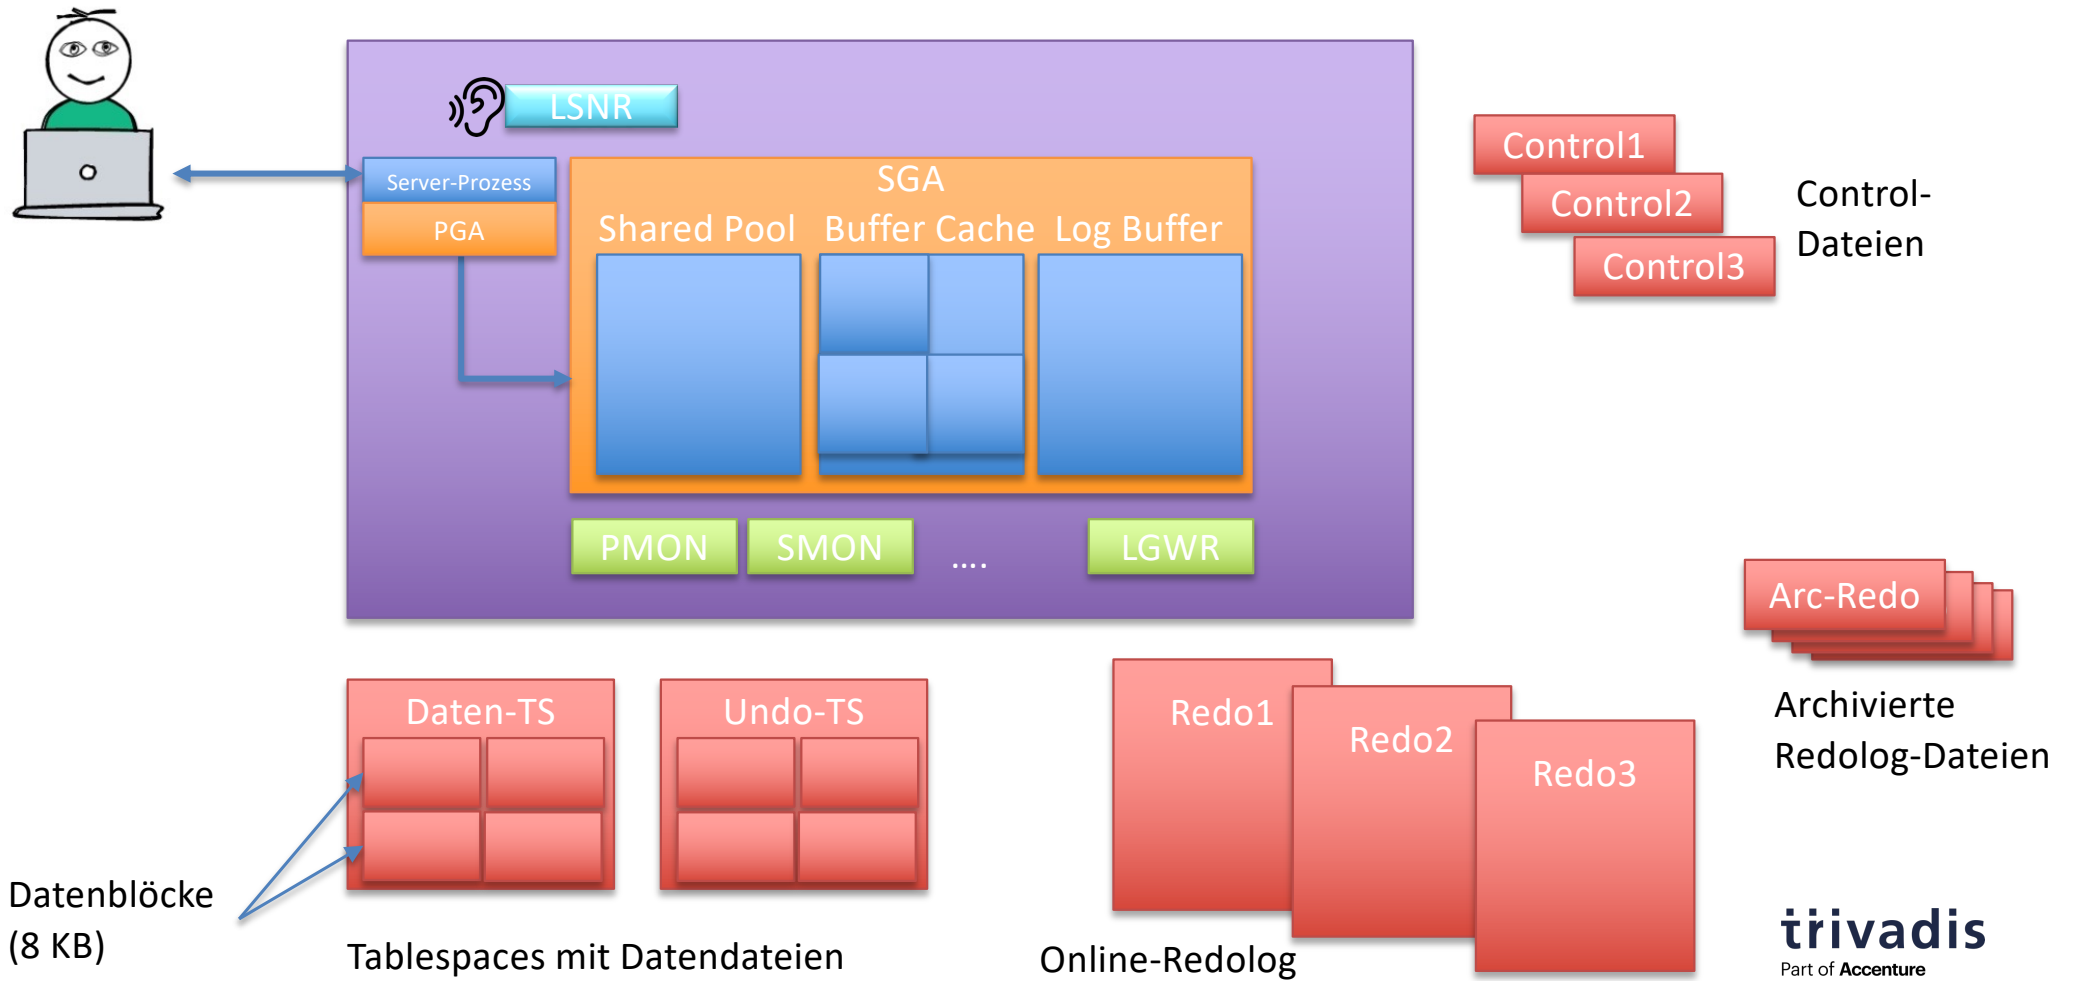 LSNR
Server-Prozess
PGA
SGA
Shared Pool
Buffer Cache
Log Buffer
PMON
SMON
....
LGWR
Control1
Control2
Control3
Control-
Dateien
Arc-Redo
Archivierte
Redolog-Dateien
Daten-TS
Undo-TS
Redo1
Redo2
Redo3
Datenblöcke
(8 KB)
Tablespaces mit Datendateien
Online-Redolog
trivadis
Part of Accenture